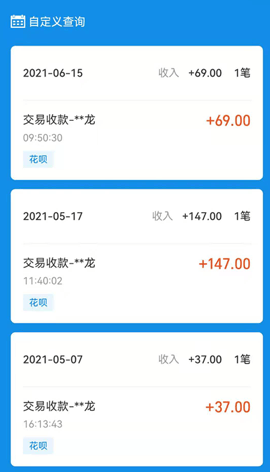 自定义查询
2021-06-15 收入 +69.00 1笔
交易收款-**龙 +69.00
09:50:30
花呗
2021-05-17 收入 +147.00 1笔
交易收款-**龙 +147.00
11:40:02
花呗
2021-05-07 收入 +37.00 1笔
交易收款-**龙 +37.00
16:13:43
花呗